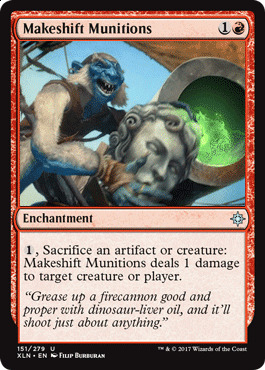 Makeshift Munitions 1
Enchantment
1, Sacrifice an artifact or creature:
Makeshift Munitions deals 1 damage
to target creature or player.
"Grease up a firecannon good and
proper with dinosaur-liver oil, and it'll
shoot just about anything."
151/279 U
XLN • EN Filip Burburan
™ & © 2017 Wizards of the Coast